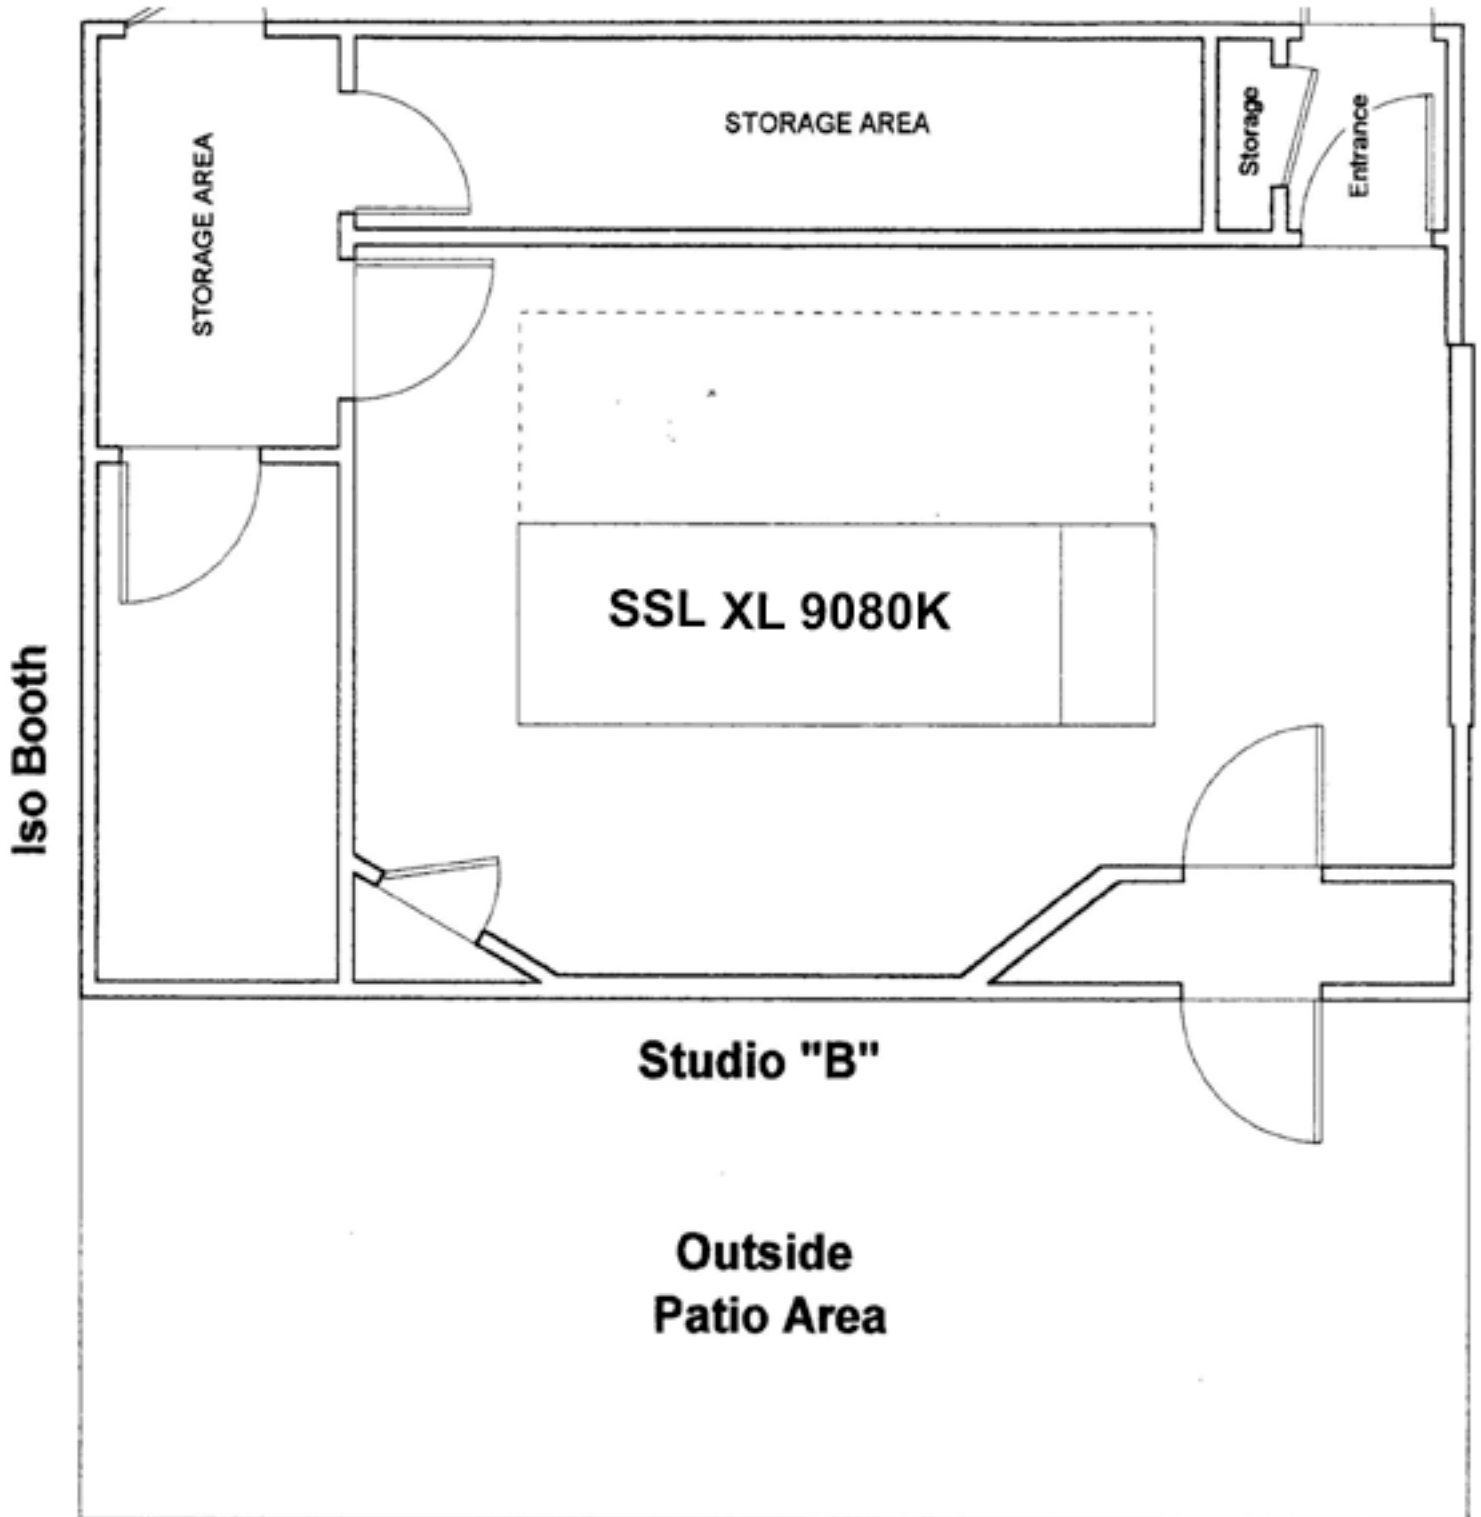 STORAGE AREA
STORAGE AREA
Storage
Entrance
SSL XL 9080K
Iso Booth
Studio "B"
Outside
Patio Area